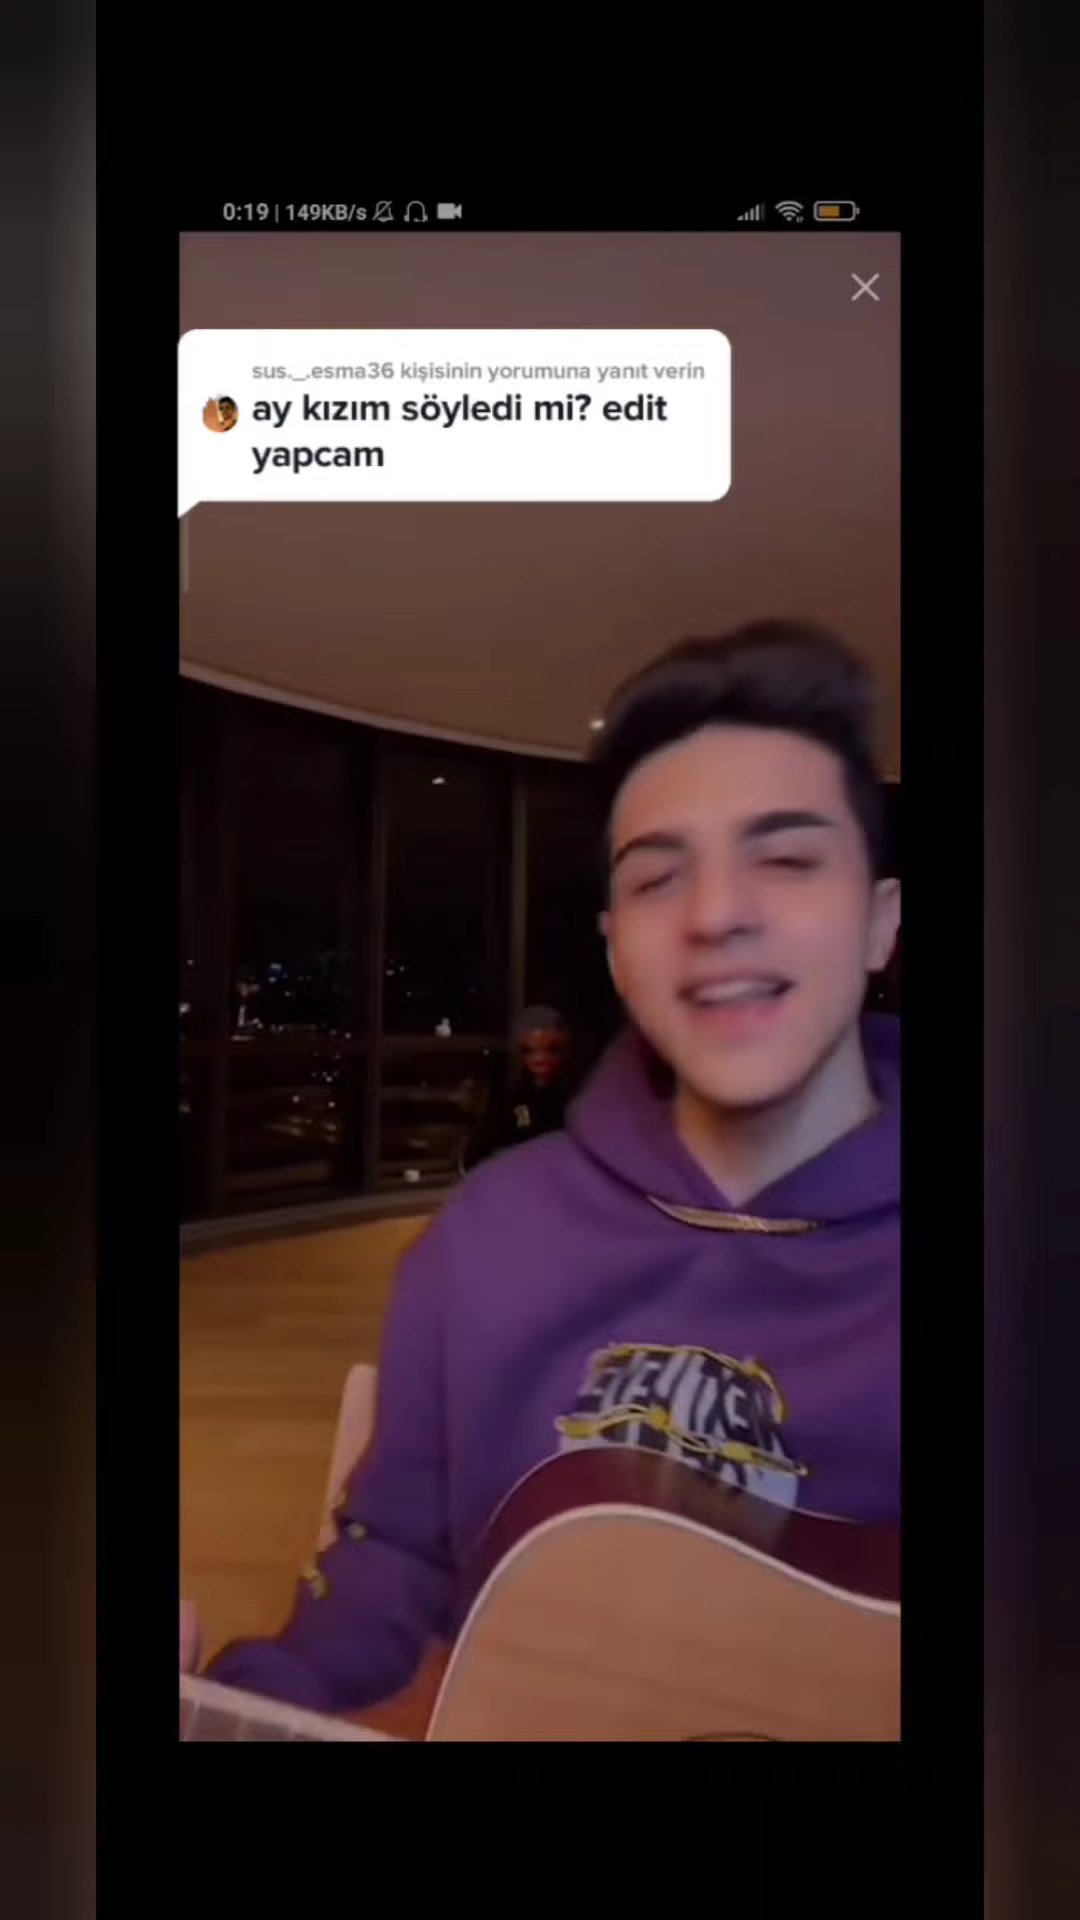 0:19 | 149KB/s
sus._.esma36 kişisinin yorumuna yanıt verin
ay kızım söyledi mi? edit
yapcam